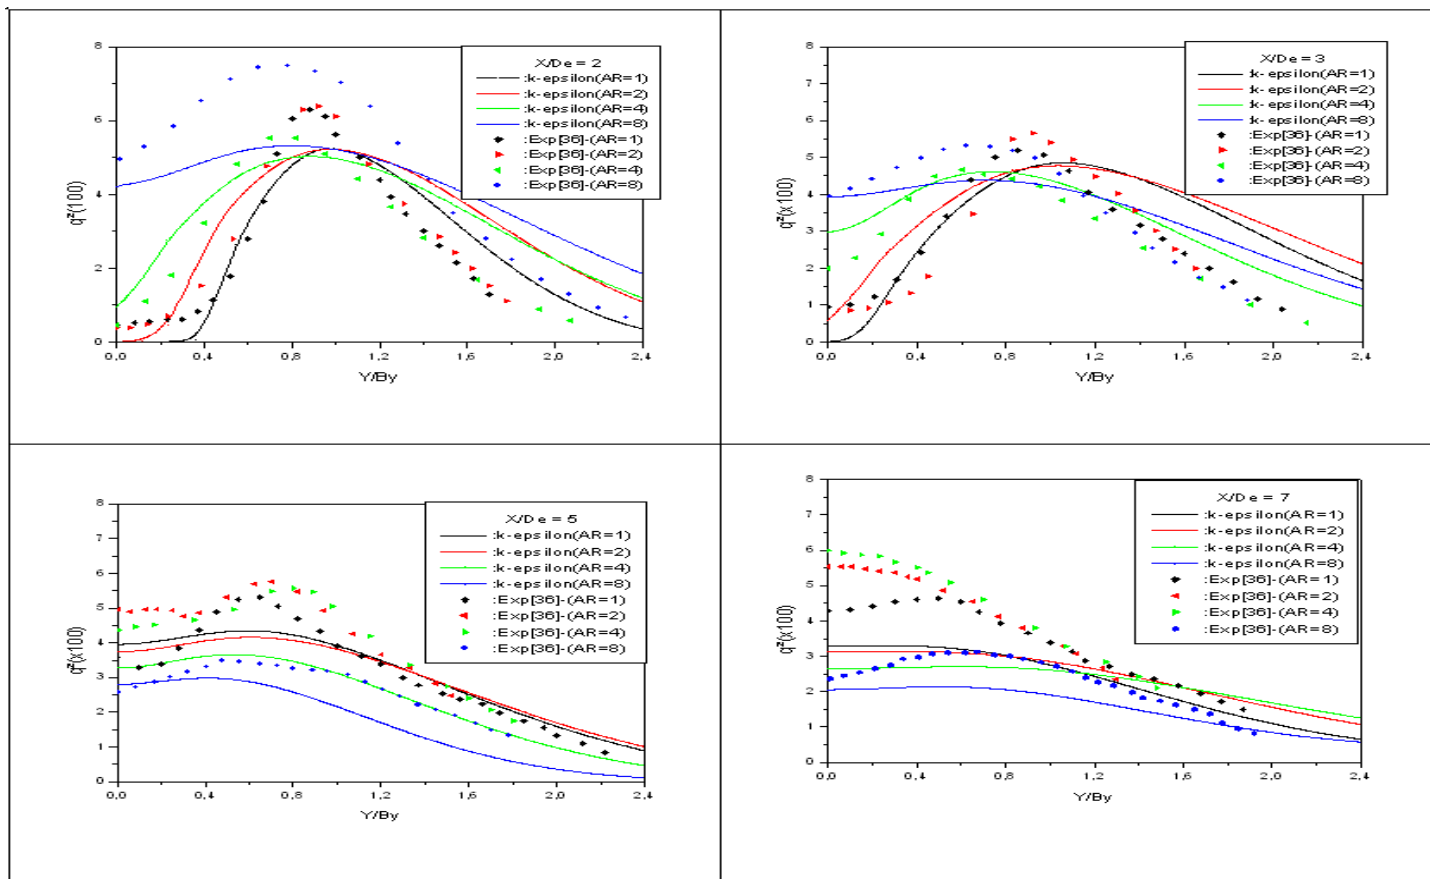 X/De = 2
:k-epsilon(AR=1)
:k-epsilon(AR=2)
:k-epsilon(AR=4)
:k-epsilon(AR=8)
:Exp[36]-(AR=1)
:Exp[36]-(AR=2)
:Exp[36]-(AR=4)
:Exp[36]-(AR=8)
q²(100)
8
6
4
2
0
0,0 0,4 0,8 1,2 1,6 2,0 2,4
Y/By
X/De = 3
:k-epsilon(AR=1)
:k-epsilon(AR=2)
:k-epsilon(AR=4)
:k-epsilon(AR=8)
:Exp[36]-(AR=1)
:Exp[36]-(AR=2)
:Exp[36]-(AR=4)
:Exp[36]-(AR=8)
q²(x100)
8
7
6
5
4
3
2
1
0
0,0 0,4 0,8 1,2 1,6 2,0 2,4
Y/By
X/De = 5
:k-epsilon(AR=1)
:k-epsilon(AR=2)
:k-epsilon(AR=4)
:k-epsilon(AR=8)
:Exp[36]-(AR=1)
:Exp[36]-(AR=2)
:Exp[36]-(AR=4)
:Exp[36]-(AR=8)
q²(x100)
8
7
6
5
4
3
2
1
0
0,0 0,4 0,8 1,2 1,6 2,0 2,4
Y/By
X/De = 7
:k-epsilon(AR=1)
:k-epsilon(AR=2)
:k-epsilon(AR=4)
:k-epsilon(AR=8)
:Exp[36]-(AR=1)
:Exp[36]-(AR=2)
:Exp[36]-(AR=4)
:Exp[36]-(AR=8)
q²(x100)
8
7
6
5
4
3
2
1
0
0,0 0,4 0,8 1,2 1,6 2,0 2,4
Y/By